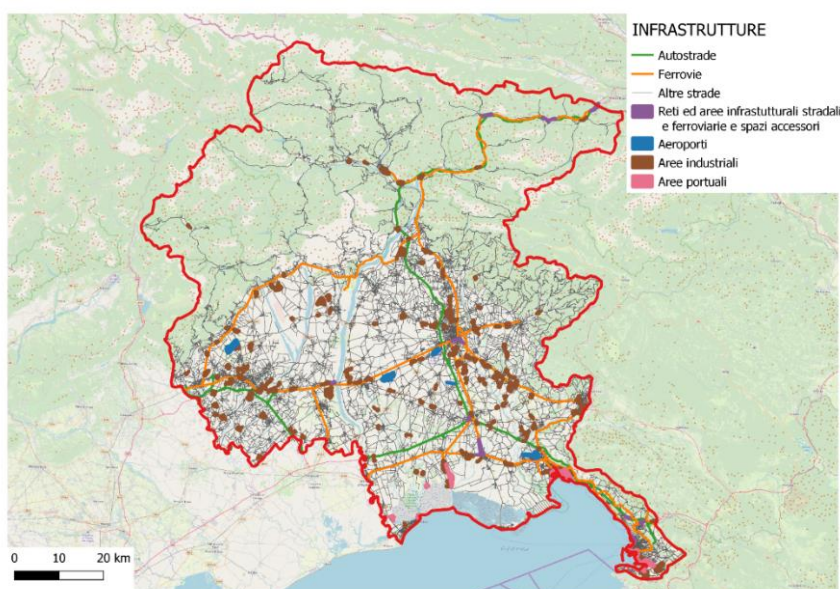 INFRASTRUTTURE
Autostrade
Ferrovie
Altre strade
Reti ed aree infrastutturali stradali
e ferroviarie e spazi accessori
Aeroporti
Aree industriali
Aree portuali
0 10 20 km